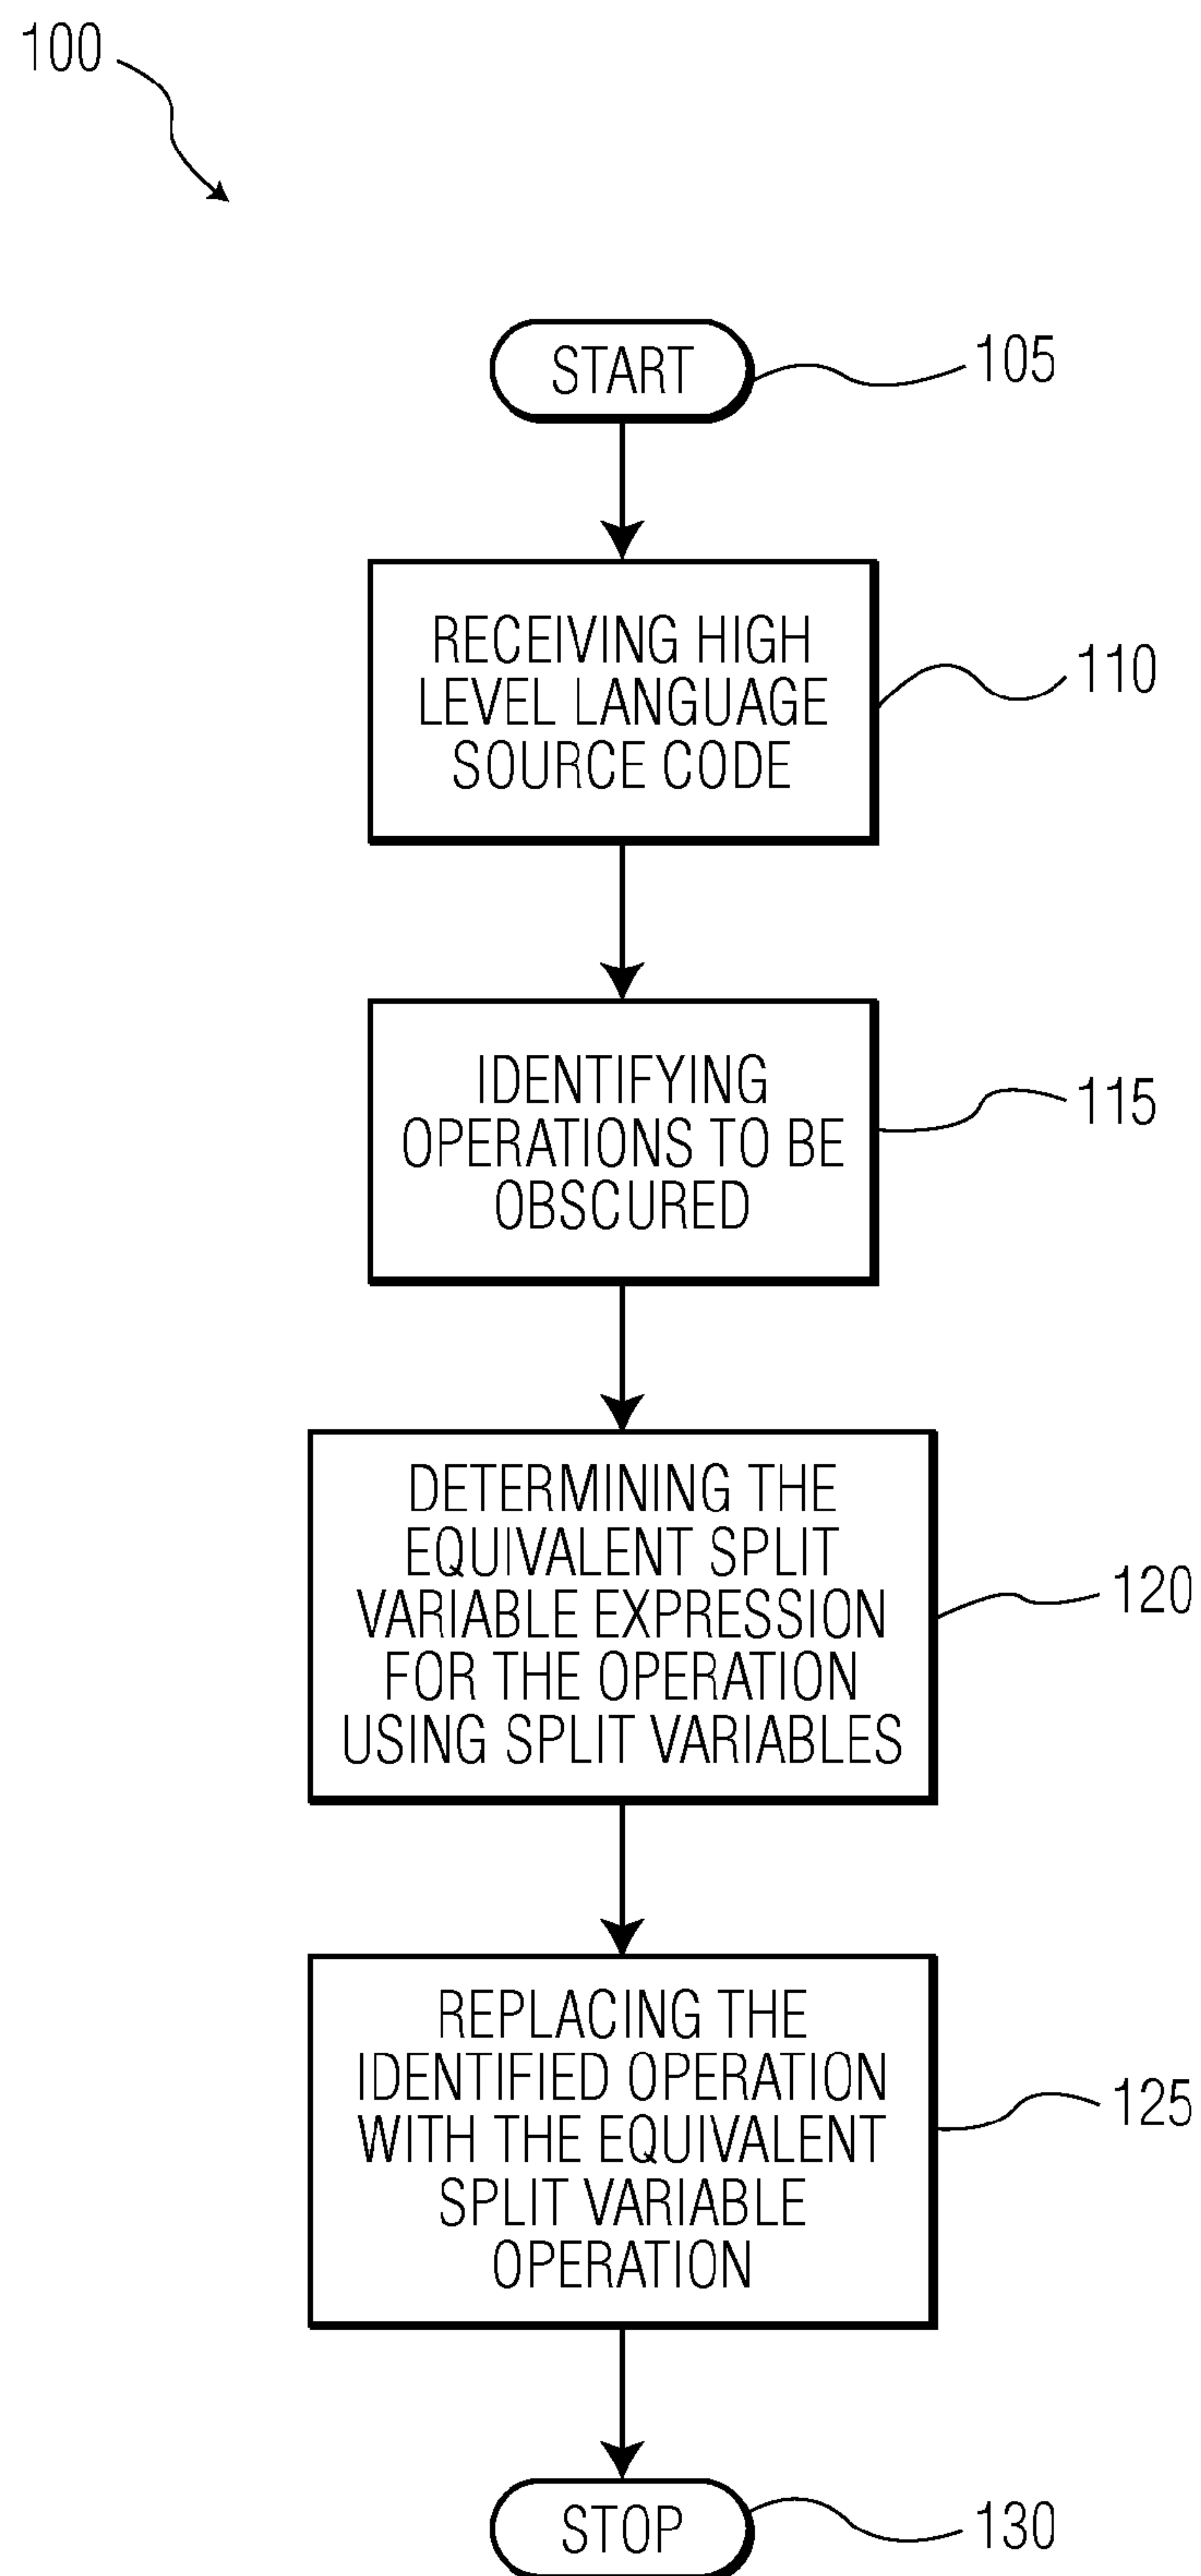 100
START
105
RECEIVING HIGH
LEVEL LANGUAGE
SOURCE CODE
110
IDENTIFYING
OPERATIONS TO BE
OBSCURED
115
DETERMINING THE
EQUIVALENT SPLIT
VARIABLE EXPRESSION
FOR THE OPERATION
USING SPLIT VARIABLES
120
REPLACING THE
IDENTIFIED OPERATION
WITH THE EQUIVALENT
SPLIT VARIABLE
OPERATION
125
STOP
130